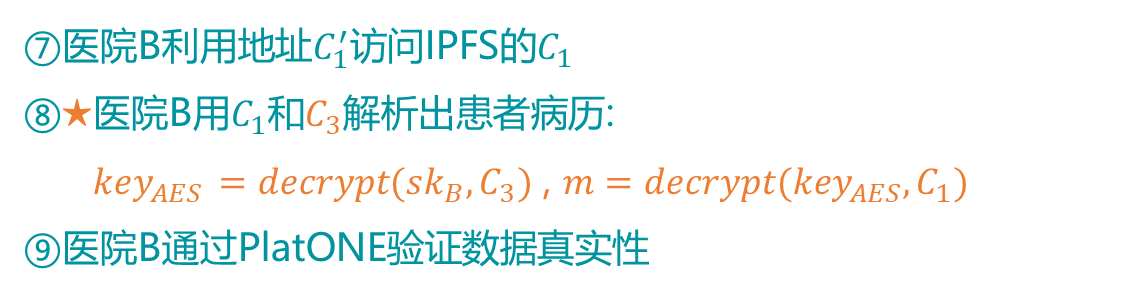 ⑦医院B利用地址𝐶₁′访问IPFS的𝐶₁
⑧★医院B用𝐶₁和𝐶₃解析出患者病历:
𝑘𝑒𝑦_𝐴𝐸𝑆 = 𝑑𝑒𝑐𝑟𝑦𝑝𝑡(𝑠𝑘_𝐵, 𝐶₃) , 𝑚 = 𝑑𝑒𝑐𝑟𝑦𝑝𝑡(𝑘𝑒𝑦_𝐴𝐸𝑆, 𝐶₁)
⑨医院B通过PlatONE验证数据真实性